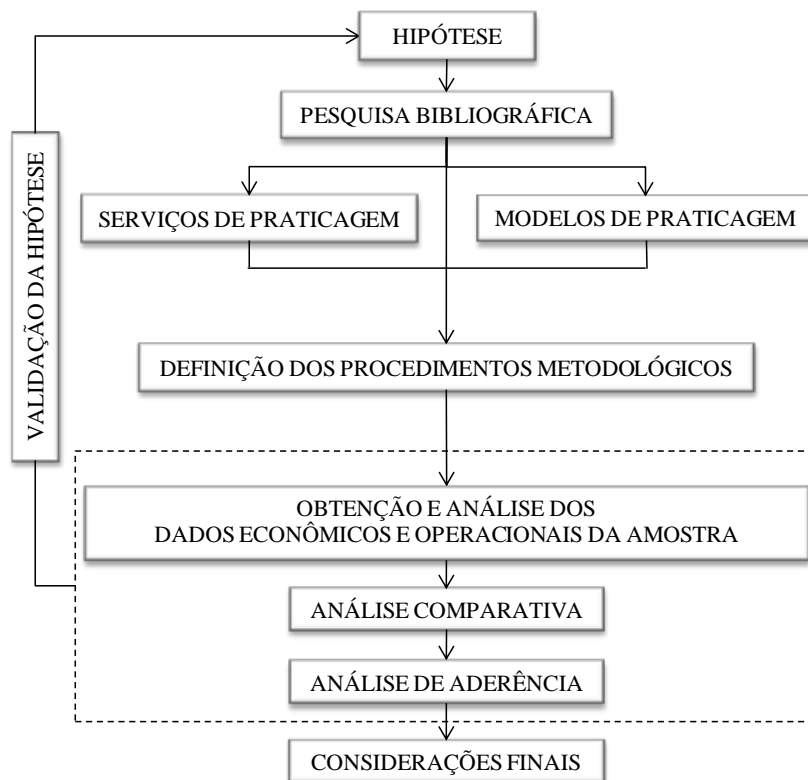 HIPÓTESE
PESQUISA BIBLIOGRÁFICA
SERVIÇOS DE PRATICAGEM
MODELOS DE PRATICAGEM
VALIDAÇÃO DA HIPÓTESE
DEFINIÇÃO DOS PROCEDIMENTOS METODOLÓGICOS
OBTENÇÃO E ANÁLISE DOS
DADOS ECONÔMICOS E OPERACIONAIS DA AMOSTRA
ANÁLISE COMPARATIVA
ANÁLISE DE ADERÊNCIA
CONSIDERAÇÕES FINAIS